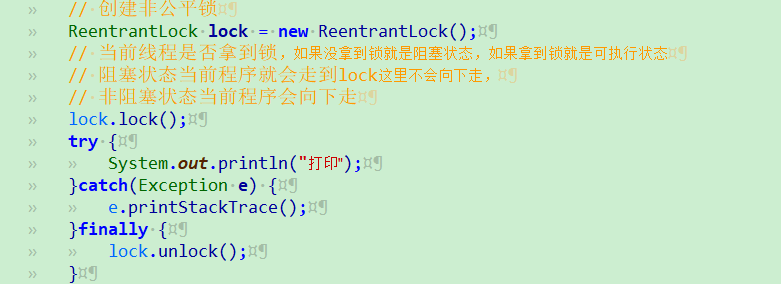 // 创建非公平锁
ReentrantLock lock = new ReentrantLock();
// 当前线程是否拿到锁，如果没拿到锁就是阻塞状态，如果拿到锁就是可执行状态
// 阻塞状态当前程序就会走到lock这里不会向下走，
// 非阻塞状态当前程序会向下走
lock.lock();
try {
System.out.println("打印");
}catch(Exception e) {
e.printStackTrace();
}finally {
lock.unlock();
}